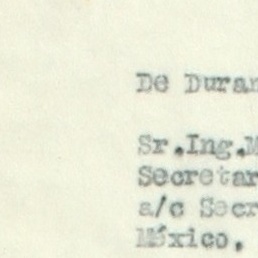 De Duran
Sr.Ing.M
Secretar
a/c Secr
México.